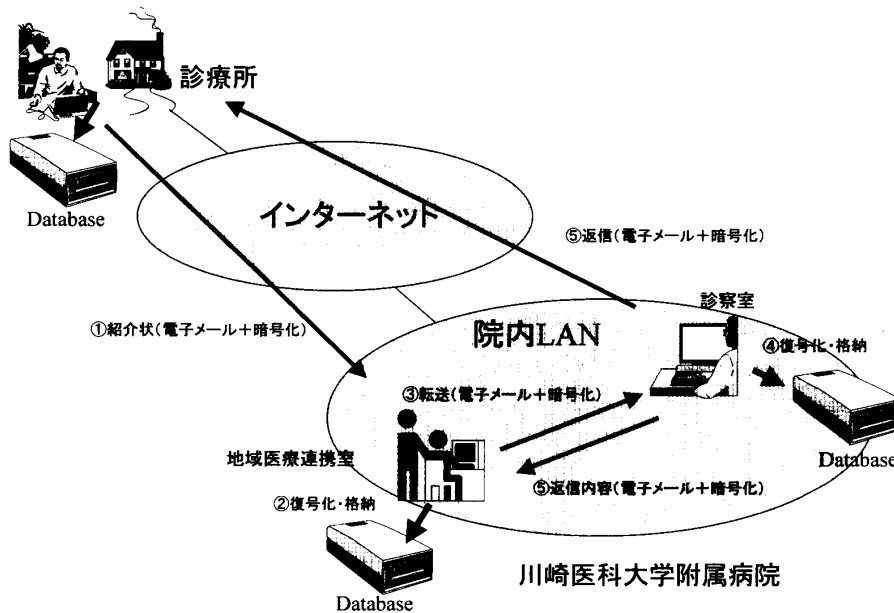 診療所
Database
インターネット
⑤返信(電子メール＋暗号化)
診察室
①紹介状(電子メール＋暗号化)
院内LAN
④復号化・格納
③転送(電子メール＋暗号化)
地域医療連携室
Database
⑤返信内容(電子メール＋暗号化)
②復号化・格納
川崎医科大学附属病院
Database